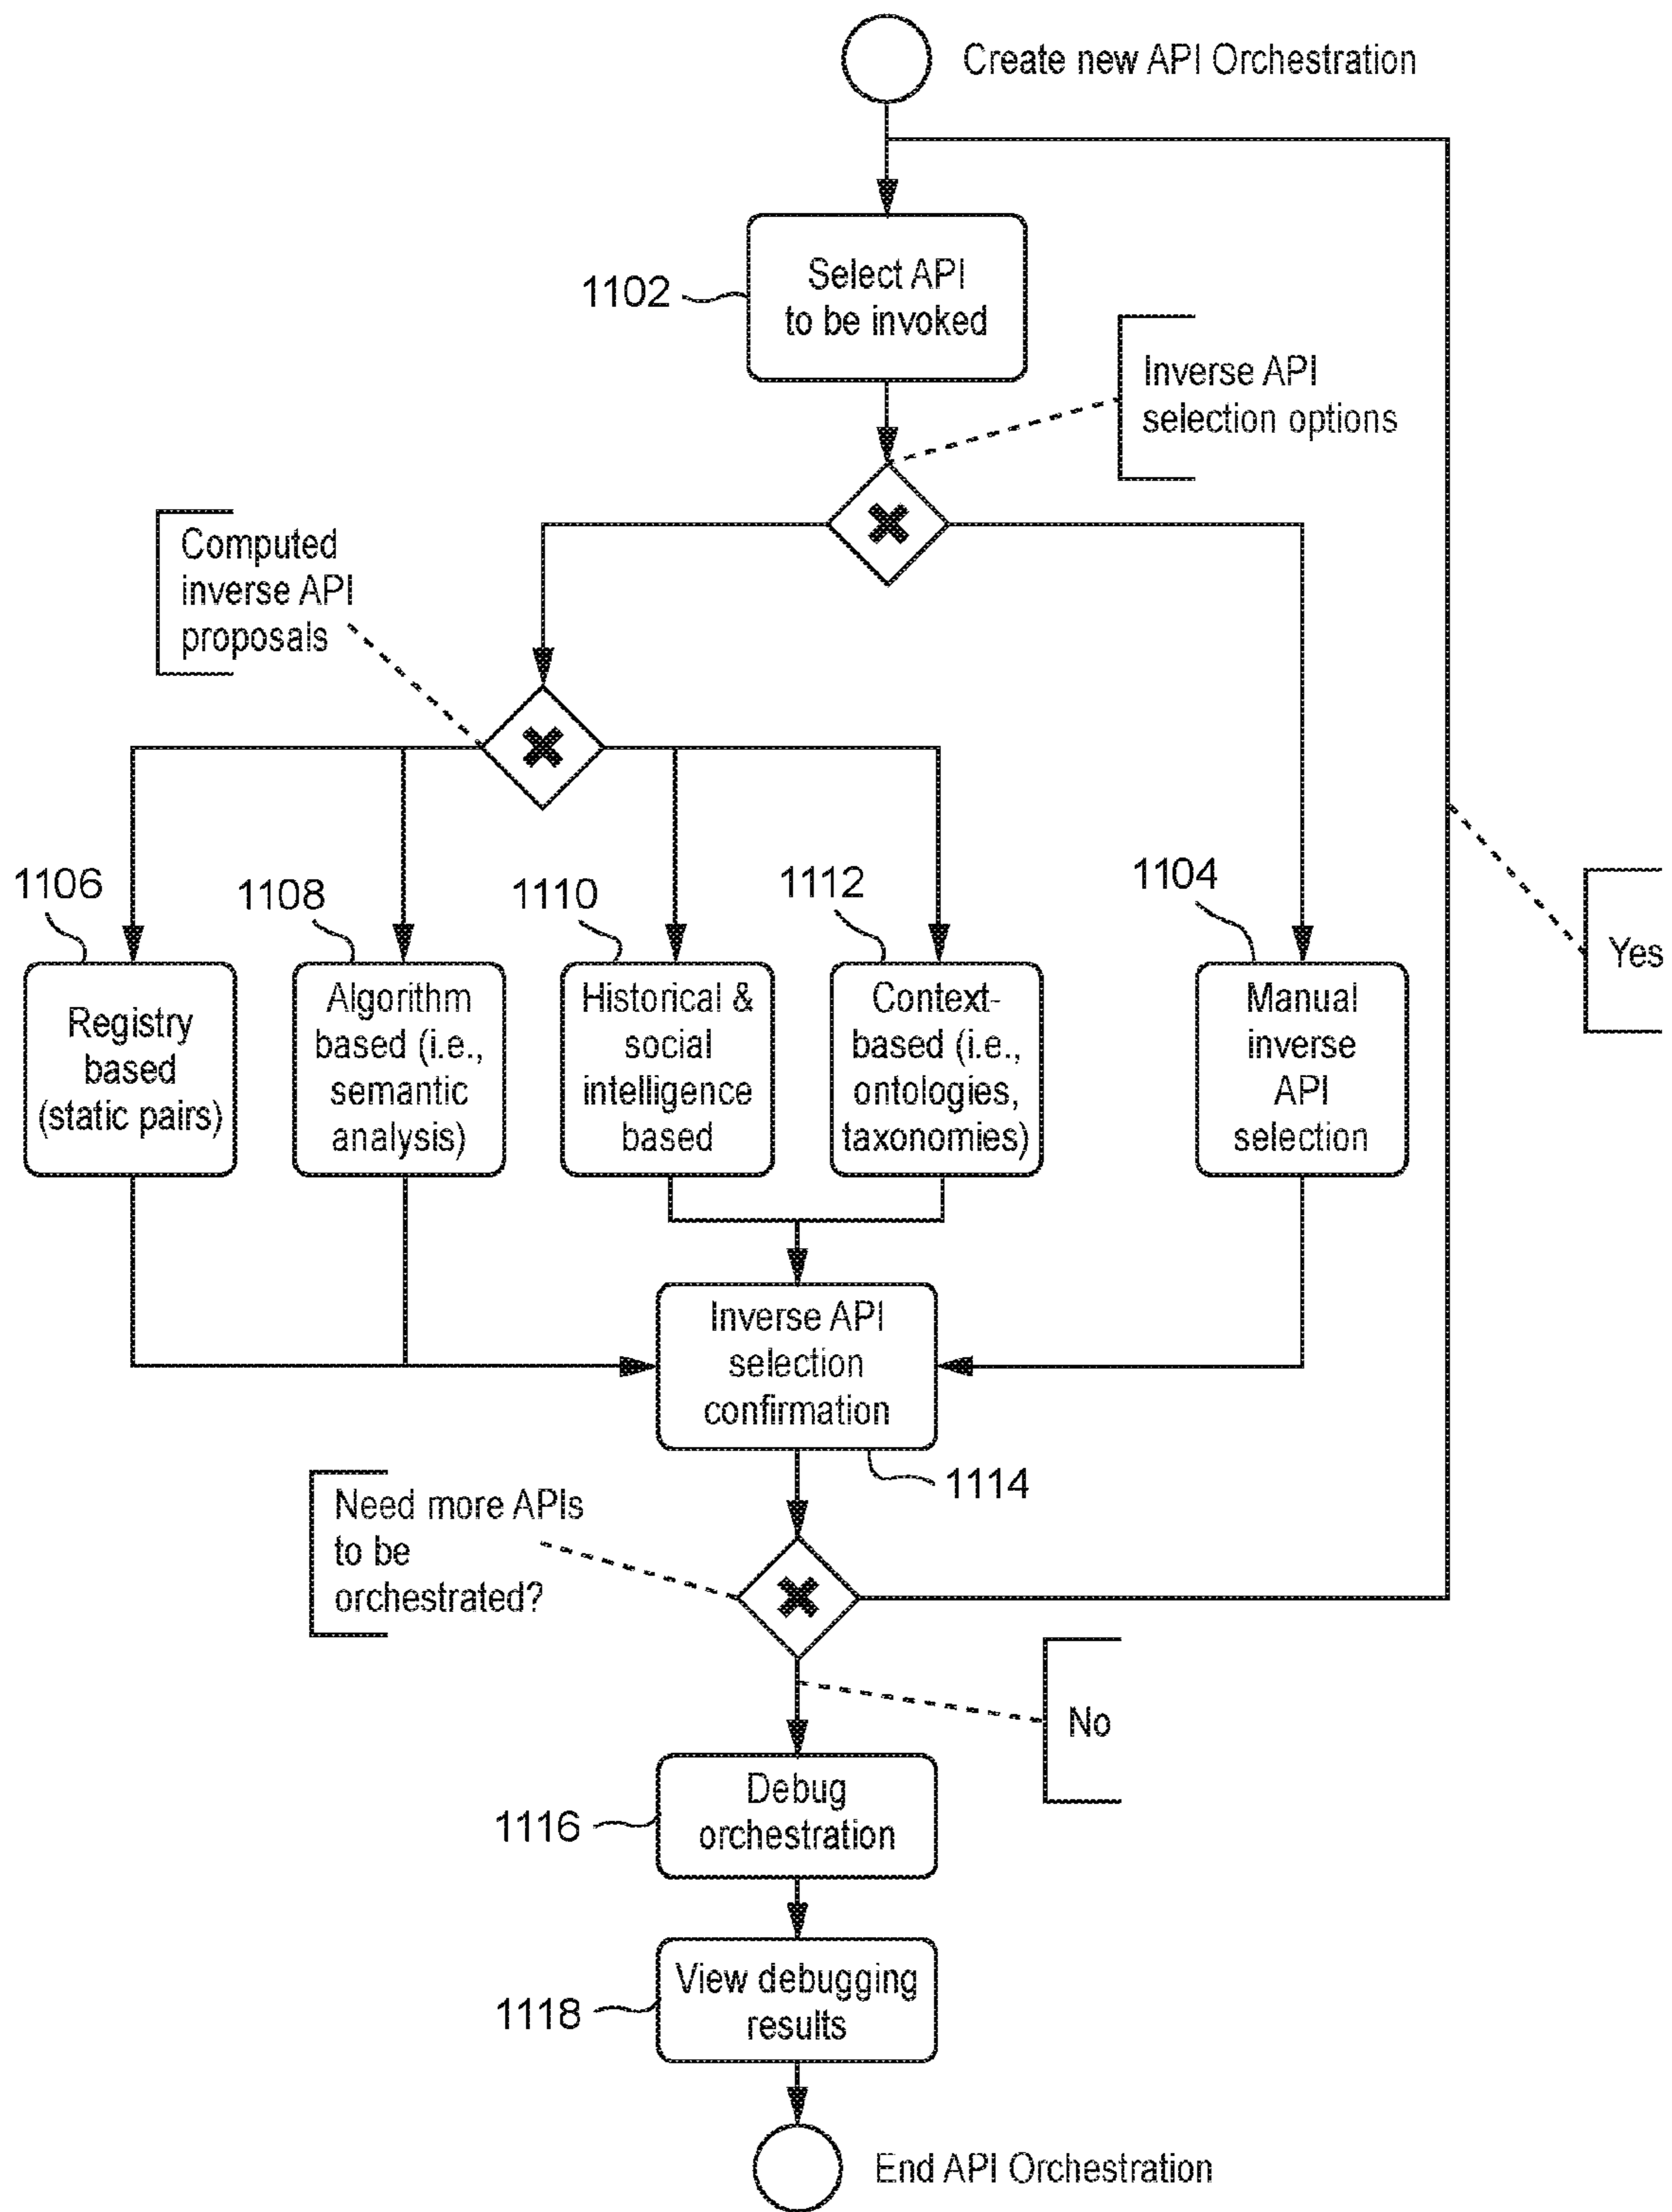 Create new API Orchestration
Select API
to be invoked
1102
Inverse API
selection options
Computed
inverse API
proposals
1106
1108
1110
1112
1104
Yes
Registry
based
(static pairs)
Algorithm
based (i.e.,
semantic
analysis)
Historical &
social
intelligence
based
Context-
based (i.e.,
ontologies,
taxonomies)
Manual
inverse
API
selection
Inverse API
selection
confirmation
1114
Need more APIs
to be
orchestrated?
No
Debug
orchestration
1116
View debugging
results
1118
End API Orchestration